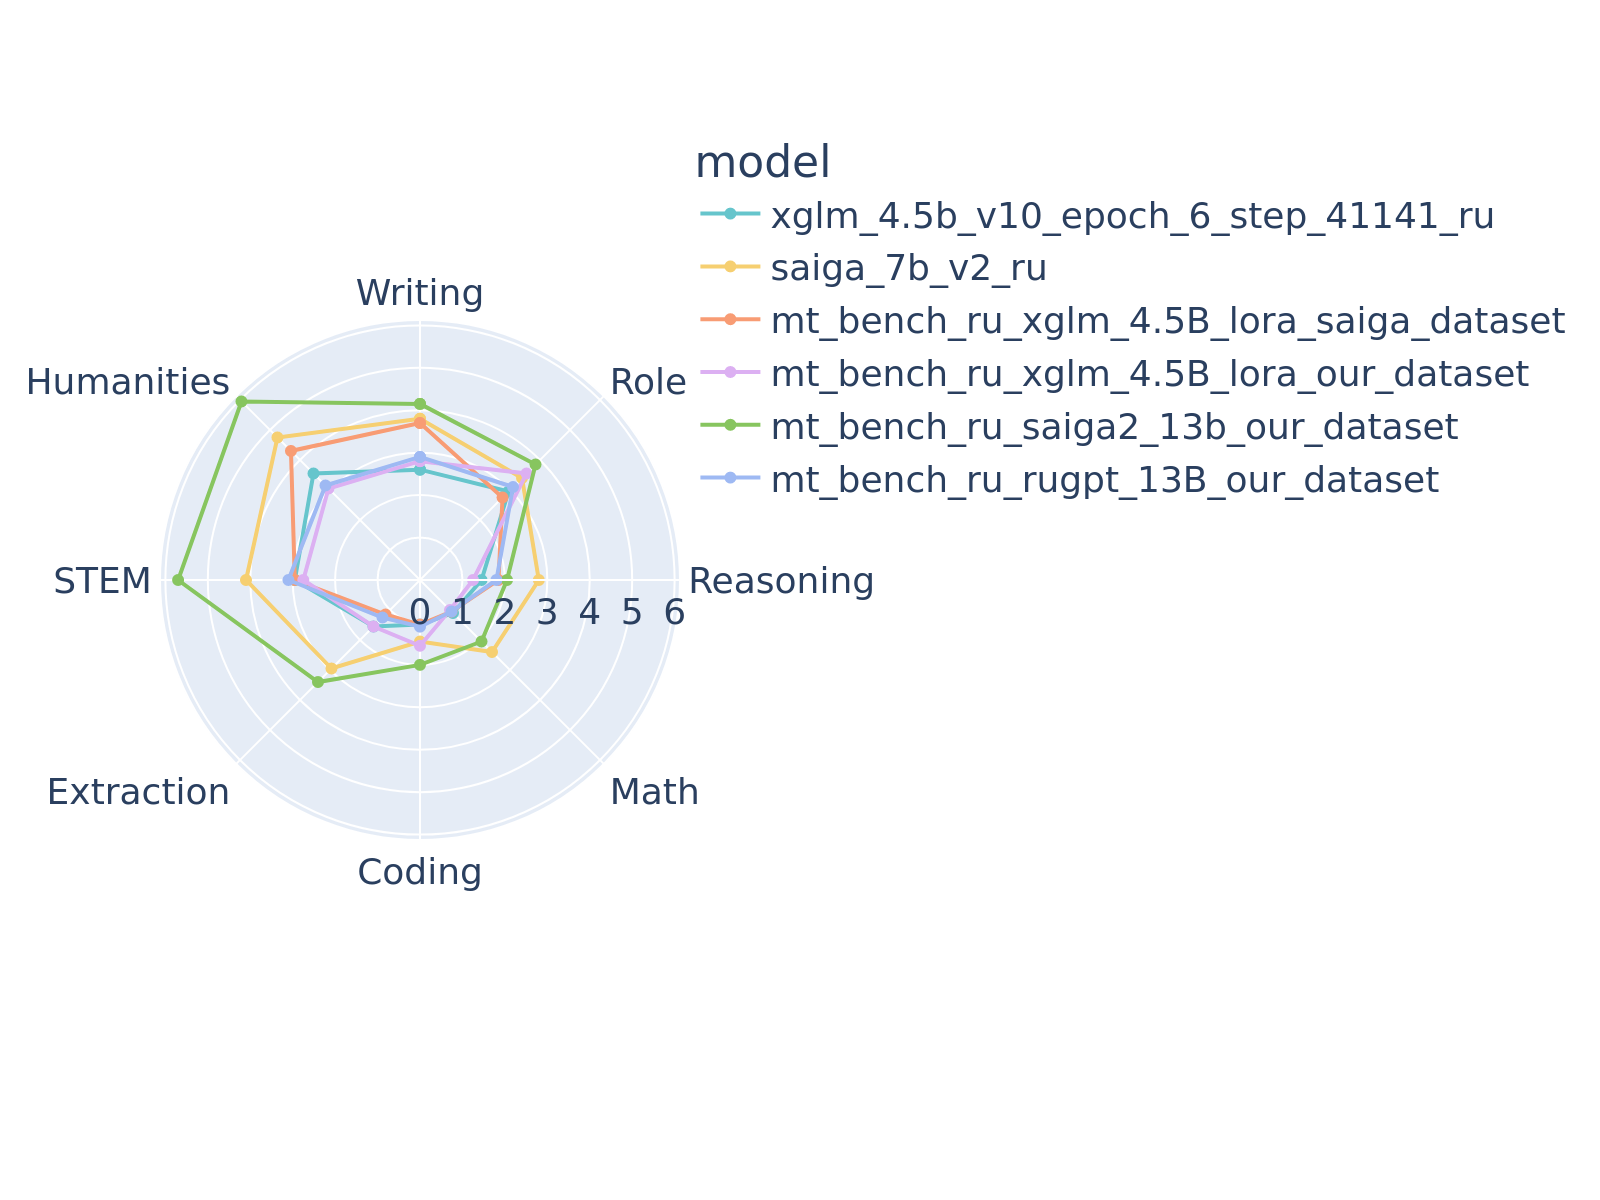 model
xglm_4.5b_v10_epoch_6_step_41141_ru
saiga_7b_v2_ru
mt_bench_ru_xglm_4.5B_lora_saiga_dataset
mt_bench_ru_xglm_4.5B_lora_our_dataset
mt_bench_ru_saiga2_13b_our_dataset
mt_bench_ru_rugpt_13B_our_dataset
Writing
Humanities
Role
STEM
Reasoning
0 1 2 3 4 5 6
Extraction
Math
Coding